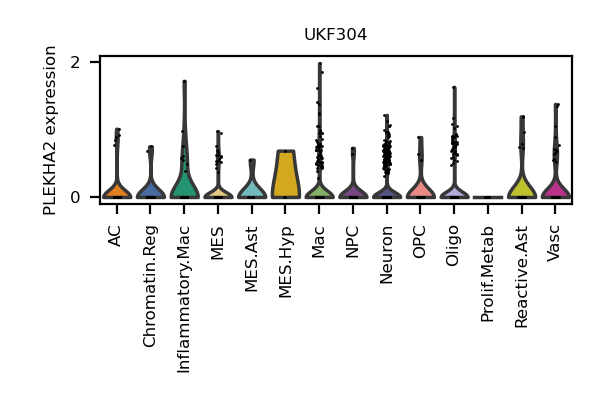 UKF304
PLEKHA2 expression
2
0
AC
Chromatin.Reg
Inflammatory.Mac
MES
MES.Ast
MES.Hyp
Mac
NPC
Neuron
OPC
Oligo
Prolif.Metab
Reactive.Ast
Vasc